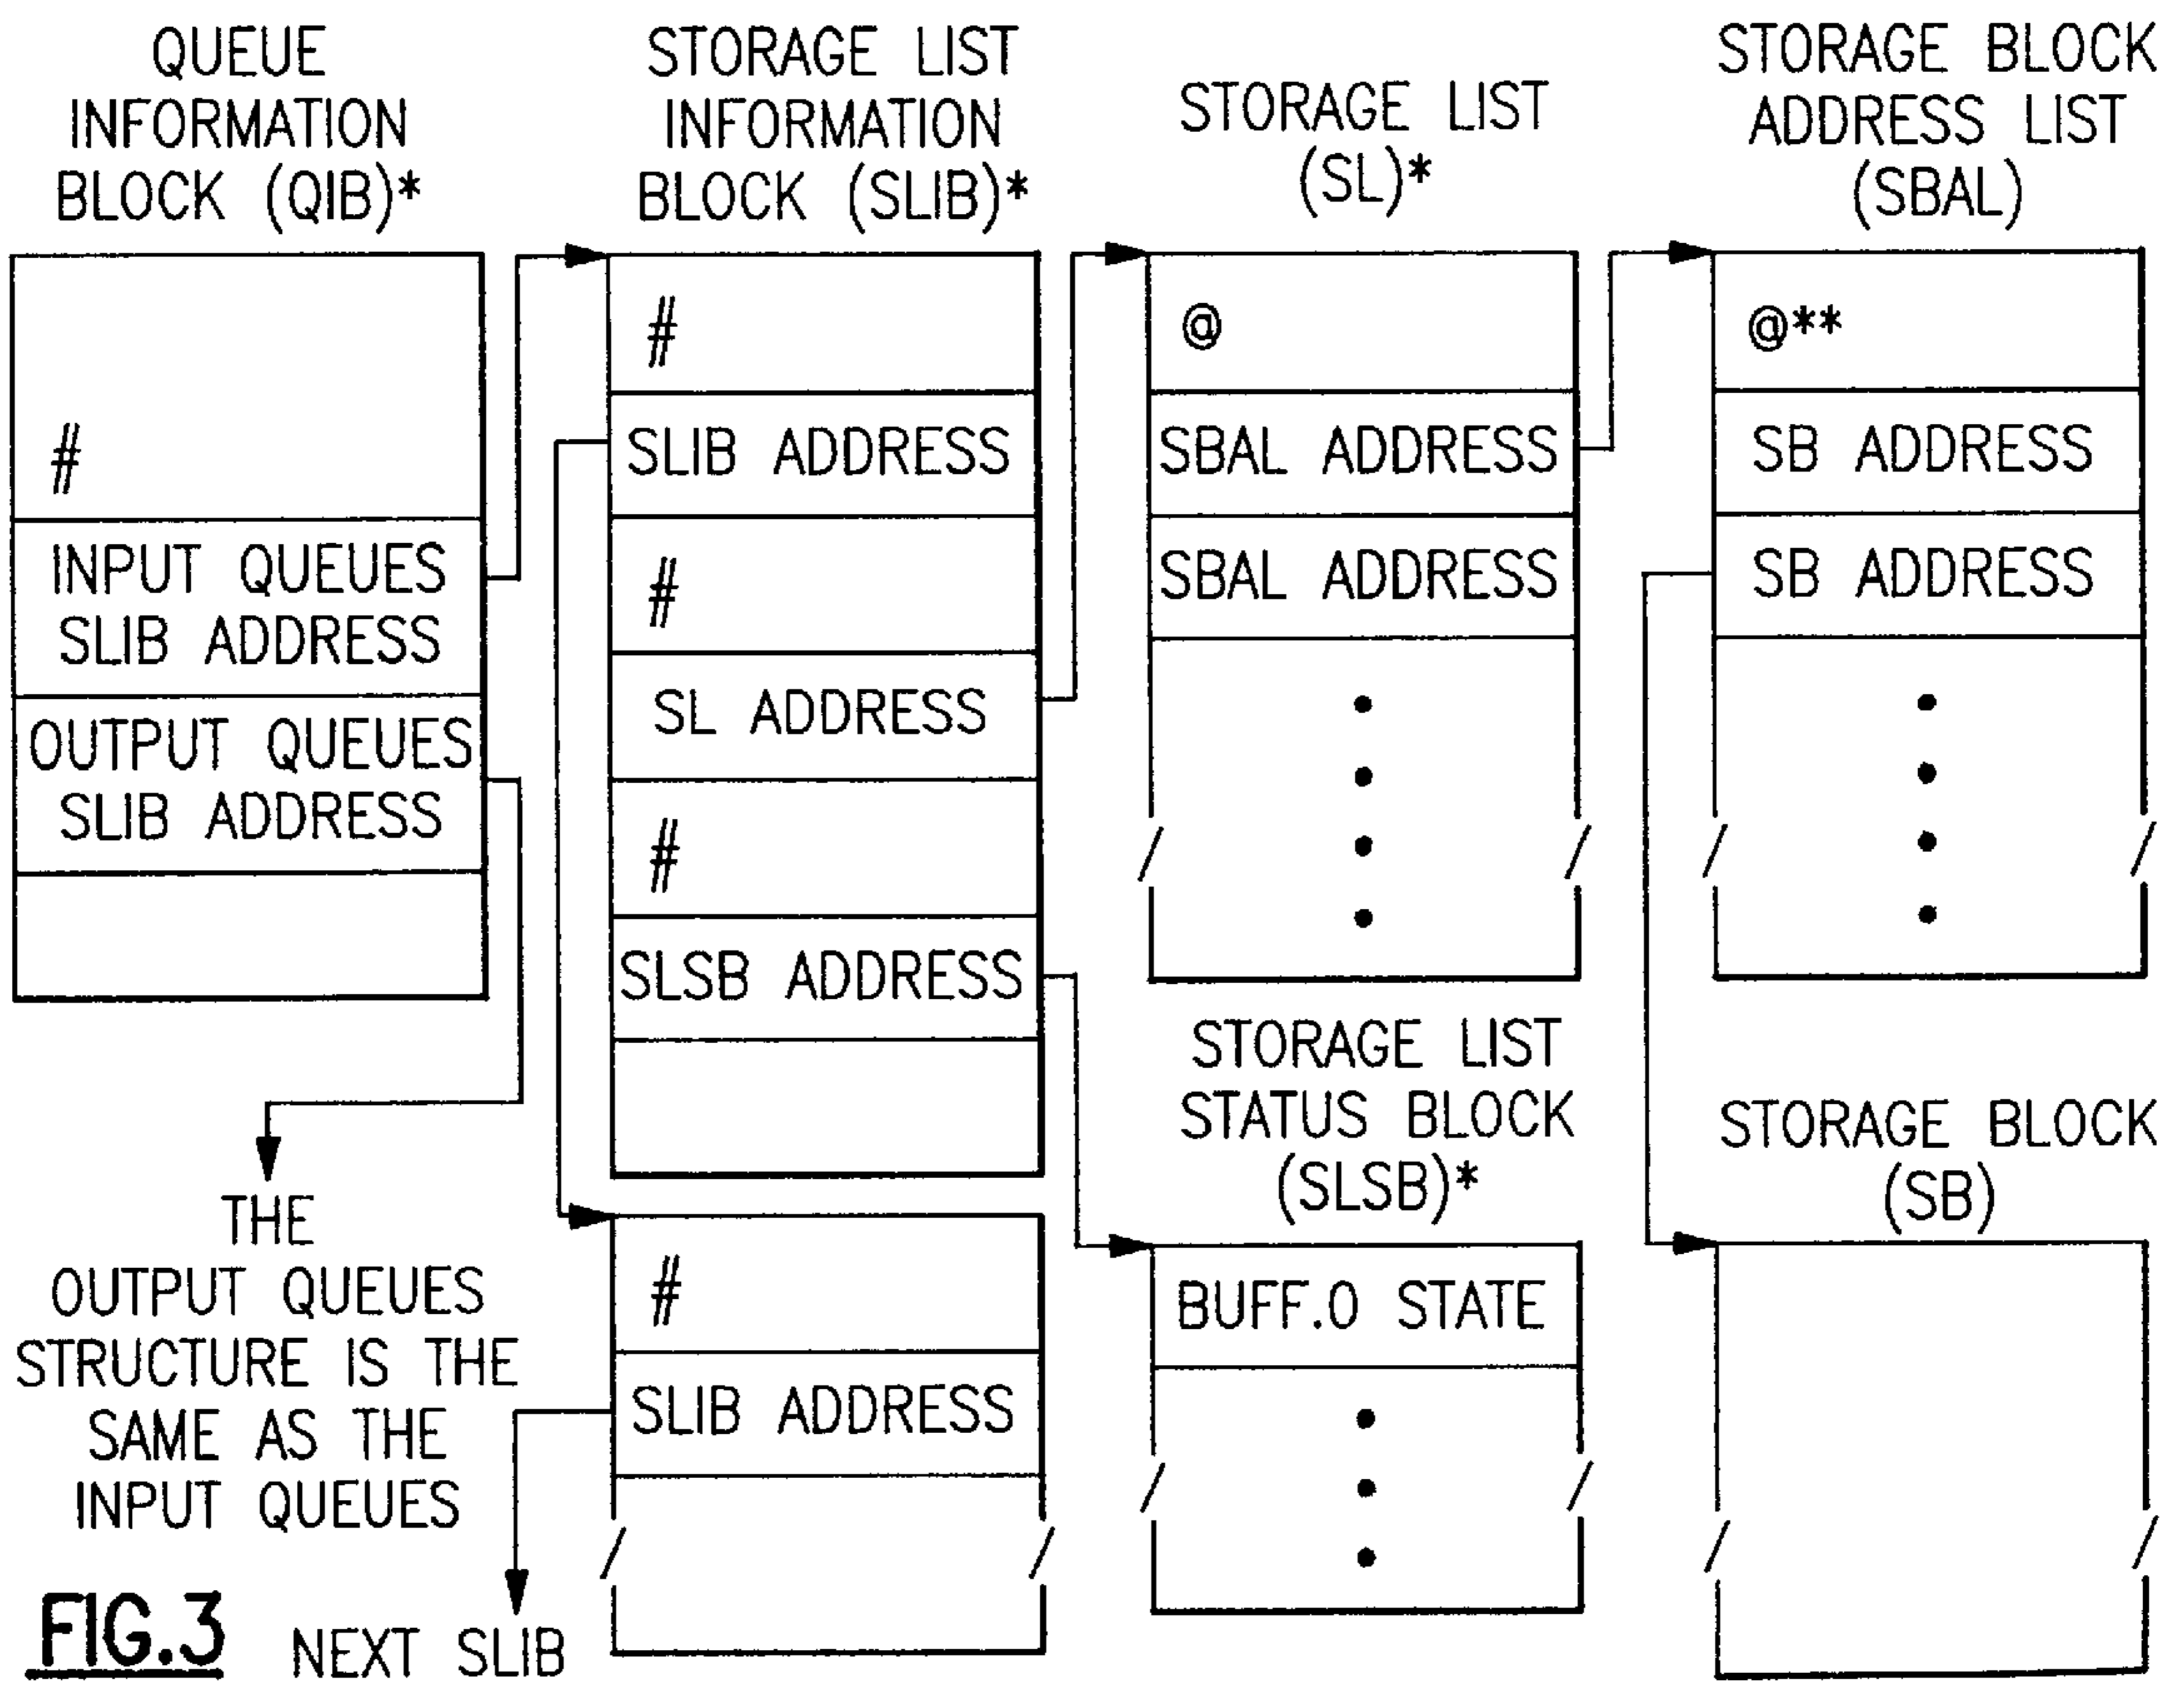 QUEUE
INFORMATION
BLOCK (QIB)*
#
INPUT QUEUES
SLIB ADDRESS
OUTPUT QUEUES
SLIB ADDRESS
THE
OUTPUT QUEUES
STRUCTURE IS THE
SAME AS THE
INPUT QUEUES
STORAGE LIST
INFORMATION
BLOCK (SLIB)*
#
SLIB ADDRESS
#
SL ADDRESS
#
SLSB ADDRESS
#
SLIB ADDRESS
NEXT SLIB
STORAGE LIST
(SL)*
@
SBAL ADDRESS
SBAL ADDRESS
STORAGE LIST
STATUS BLOCK
(SLSB)*
BUFF.0 STATE
STORAGE BLOCK
ADDRESS LIST
(SBAL)
@**
SB ADDRESS
SB ADDRESS
STORAGE BLOCK
(SB)
FIG.3